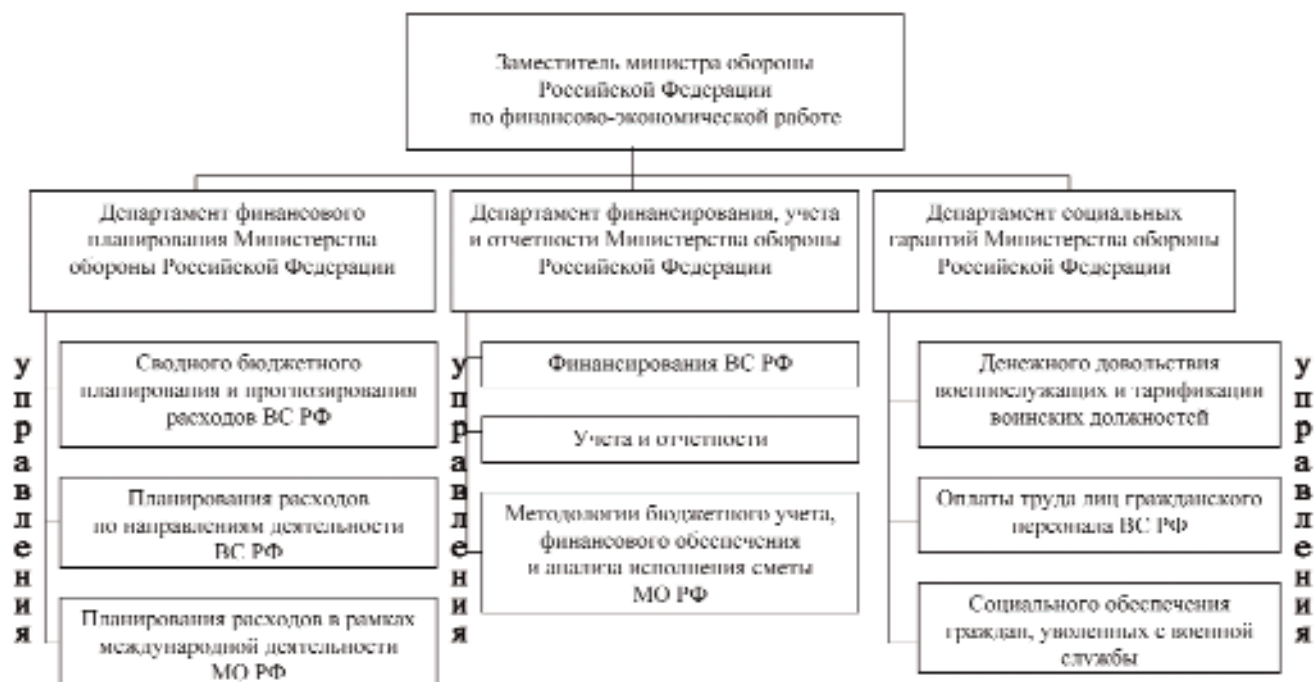 Заместитель министра обороны
Российской Федерации
по финансово-экономической работе
Департамент финансового
планирования Министерства
обороны Российской Федерации
Департамент финансирования, учета
и отчетности Министерства обороны
Российской Федерации
Департамент социальных
гарантий Министерства обороны
Российской Федерации
управления
Сводного бюджетного
планирования и прогнозирования
расходов ВС РФ
Планирования расходов
по направлениям деятельности
ВС РФ
Планирования расходов в рамках
международной деятельности
МО РФ
управления
Финансирования ВС РФ
Учета и отчетности
Методологии бюджетного учета,
финансового обеспечения
и анализа исполнения сметы
МО РФ
Денежного довольствия
военнослужащих и тарификации
воинских должностей
Оплаты труда лиц гражданского
персонала ВС РФ
Социального обеспечения
граждан, уволенных с военной
службы
управления